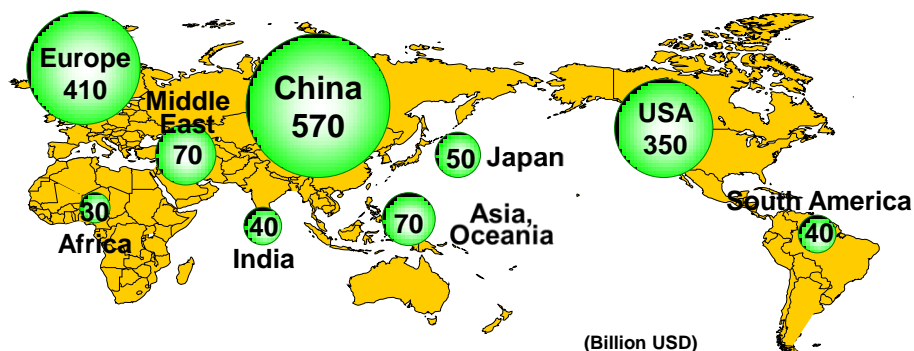 Europe
410
Middle
East
70
China
570
50 Japan
USA
350
30
Africa
40
India
70
Asia,
Oceania
South America
40
(Billion USD)